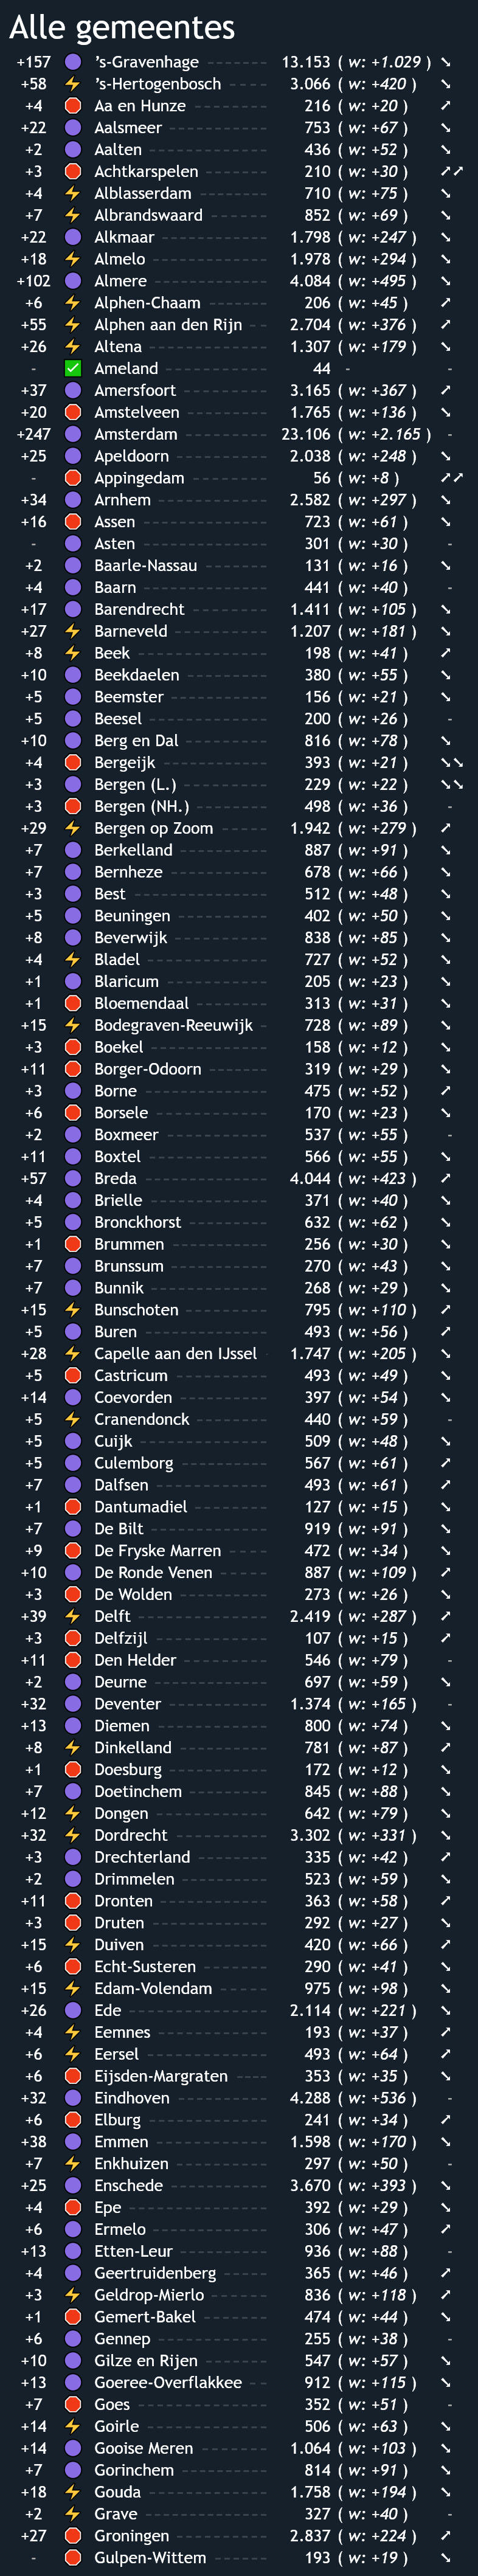 Alle gemeentes
+157 's-Gravenhage 13.153 ( w: +1.029 ) ↘
+58 's-Hertogenbosch 3.066 ( w: +420 ) ↘
+4 Aa en Hunze 216 ( w: +20 ) ↗
+22 Aalsmeer 753 ( w: +67 ) ↘
+2 Aalten 436 ( w: +52 ) ↘
+3 Achtkarspelen 210 ( w: +30 ) ↗↗
+4 Alblasserdam 710 ( w: +75 ) ↘
+7 Albrandswaard 852 ( w: +69 ) ↘
+22 Alkmaar 1.798 ( w: +247 ) ↘
+18 Almelo 1.978 ( w: +294 ) ↘
+102 Almere 4.084 ( w: +495 ) ↘
+6 Alphen-Chaam 206 ( w: +45 ) ↗
+55 Alphen aan den Rijn 2.704 ( w: +376 ) ↗
+26 Altena 1.307 ( w: +179 ) ↘
- Ameland 44 - -
+37 Amersfoort 3.165 ( w: +367 ) ↗
+20 Amstelveen 1.765 ( w: +136 ) ↘
+247 Amsterdam 23.106 ( w: +2.165 ) -
+25 Apeldoorn 2.038 ( w: +248 ) ↘
- Appingedam 56 ( w: +8 ) ↗↗
+34 Arnhem 2.582 ( w: +297 ) ↘
+16 Assen 723 ( w: +61 ) ↘
- Asten 301 ( w: +30 ) -
+2 Baarle-Nassau 131 ( w: +16 ) ↘
+4 Baarn 441 ( w: +40 ) -
+17 Barendrecht 1.411 ( w: +105 ) ↘
+27 Barneveld 1.207 ( w: +181 ) ↘
+8 Beek 198 ( w: +41 ) ↗
+10 Beekdaelen 380 ( w: +55 ) ↘
+5 Beemster 156 ( w: +21 ) ↘
+5 Beesel 200 ( w: +26 ) -
+10 Berg en Dal 816 ( w: +78 ) ↘
+4 Bergeijk 393 ( w: +21 ) ↘↘
+3 Bergen (L.) 229 ( w: +22 ) ↘↘
+3 Bergen (NH.) 498 ( w: +36 ) -
+29 Bergen op Zoom 1.942 ( w: +279 ) ↗
+7 Berkelland 887 ( w: +91 ) ↘
+7 Bernheze 678 ( w: +66 ) ↘
+3 Best 512 ( w: +48 ) ↘
+5 Beuningen 402 ( w: +50 ) ↘
+8 Beverwijk 838 ( w: +85 ) ↘
+4 Bladel 727 ( w: +52 ) ↘
+1 Blaricum 205 ( w: +23 ) ↘
+1 Bloemendaal 313 ( w: +31 ) ↘
+15 Bodegraven-Reeuwijk 728 ( w: +89 ) ↘
+3 Boekel 158 ( w: +12 ) ↘
+11 Borger-Odoorn 319 ( w: +29 ) ↘
+3 Borne 475 ( w: +52 ) ↗
+6 Borsele 170 ( w: +23 ) ↘
+2 Boxmeer 537 ( w: +55 ) -
+11 Boxtel 566 ( w: +55 ) ↘
+57 Breda 4.044 ( w: +423 ) ↗
+4 Brielle 371 ( w: +40 ) ↘
+5 Bronckhorst 632 ( w: +62 ) ↘
+1 Brummen 256 ( w: +30 ) ↘
+7 Brunssum 270 ( w: +43 ) ↘
+7 Bunnik 268 ( w: +29 ) ↘
+15 Bunschoten 795 ( w: +110 ) ↗
+5 Buren 493 ( w: +56 ) ↗
+28 Capelle aan den IJssel 1.747 ( w: +205 ) ↘
+5 Castricum 493 ( w: +49 ) ↘
+14 Coevorden 397 ( w: +54 ) ↘
+5 Cranendonck 440 ( w: +59 ) -
+5 Cuijk 509 ( w: +48 ) ↘
+5 Culemborg 567 ( w: +61 ) ↗
+7 Dalfsen 493 ( w: +61 ) ↗
+1 Dantumadiel 127 ( w: +15 ) ↘
+7 De Bilt 919 ( w: +91 ) ↘
+9 De Fryske Marren 472 ( w: +34 ) ↘
+10 De Ronde Venen 887 ( w: +109 ) ↗
+3 De Wolden 273 ( w: +26 ) ↘
+39 Delft 2.419 ( w: +287 ) ↗
+3 Delfzijl 107 ( w: +15 ) ↗
+11 Den Helder 546 ( w: +79 ) -
+2 Deurne 697 ( w: +59 ) ↘
+32 Deventer 1.374 ( w: +165 ) -
+13 Diemen 800 ( w: +74 ) ↘
+8 Dinkelland 781 ( w: +87 ) ↗
+1 Doesburg 172 ( w: +12 ) ↘
+7 Doetinchem 845 ( w: +88 ) ↘
+12 Dongen 642 ( w: +79 ) ↘
+32 Dordrecht 3.302 ( w: +331 ) ↘
+3 Drechterland 335 ( w: +42 ) ↗
+2 Drimmelen 523 ( w: +59 ) ↘
+11 Dronten 363 ( w: +58 ) ↗
+3 Druten 292 ( w: +27 ) ↘
+15 Duiven 420 ( w: +66 ) ↗
+6 Echt-Susteren 290 ( w: +41 ) ↘
+15 Edam-Volendam 975 ( w: +98 ) ↘
+26 Ede 2.114 ( w: +221 ) ↘
+4 Eemnes 193 ( w: +37 ) ↗
+6 Eersel 493 ( w: +64 ) ↗
+6 Eijsden-Margraten 353 ( w: +35 ) ↘
+32 Eindhoven 4.288 ( w: +536 ) -
+6 Elburg 241 ( w: +34 ) ↗
+38 Emmen 1.598 ( w: +170 ) ↘
+7 Enkhuizen 297 ( w: +50 ) -
+25 Enschede 3.670 ( w: +393 ) ↘
+4 Epe 392 ( w: +29 ) ↘
+6 Ermelo 306 ( w: +47 ) ↗
+13 Etten-Leur 936 ( w: +88 ) -
+4 Geertruidenberg 365 ( w: +46 ) ↗
+3 Geldrop-Mierlo 836 ( w: +118 ) ↗
+1 Gemert-Bakel 474 ( w: +44 ) ↘
+6 Gennep 255 ( w: +38 ) -
+10 Gilze en Rijen 547 ( w: +57 ) ↘
+13 Goeree-Overflakkee 912 ( w: +115 ) ↘
+7 Goes 352 ( w: +51 ) -
+14 Goirle 506 ( w: +63 ) ↘
+14 Gooise Meren 1.064 ( w: +103 ) ↘
+7 Gorinchem 814 ( w: +91 ) ↘
+18 Gouda 1.758 ( w: +194 ) ↘
+2 Grave 327 ( w: +40 ) -
+27 Groningen 2.837 ( w: +224 ) ↗
- Gulpen-Wittem 193 ( w: +19 ) ↘